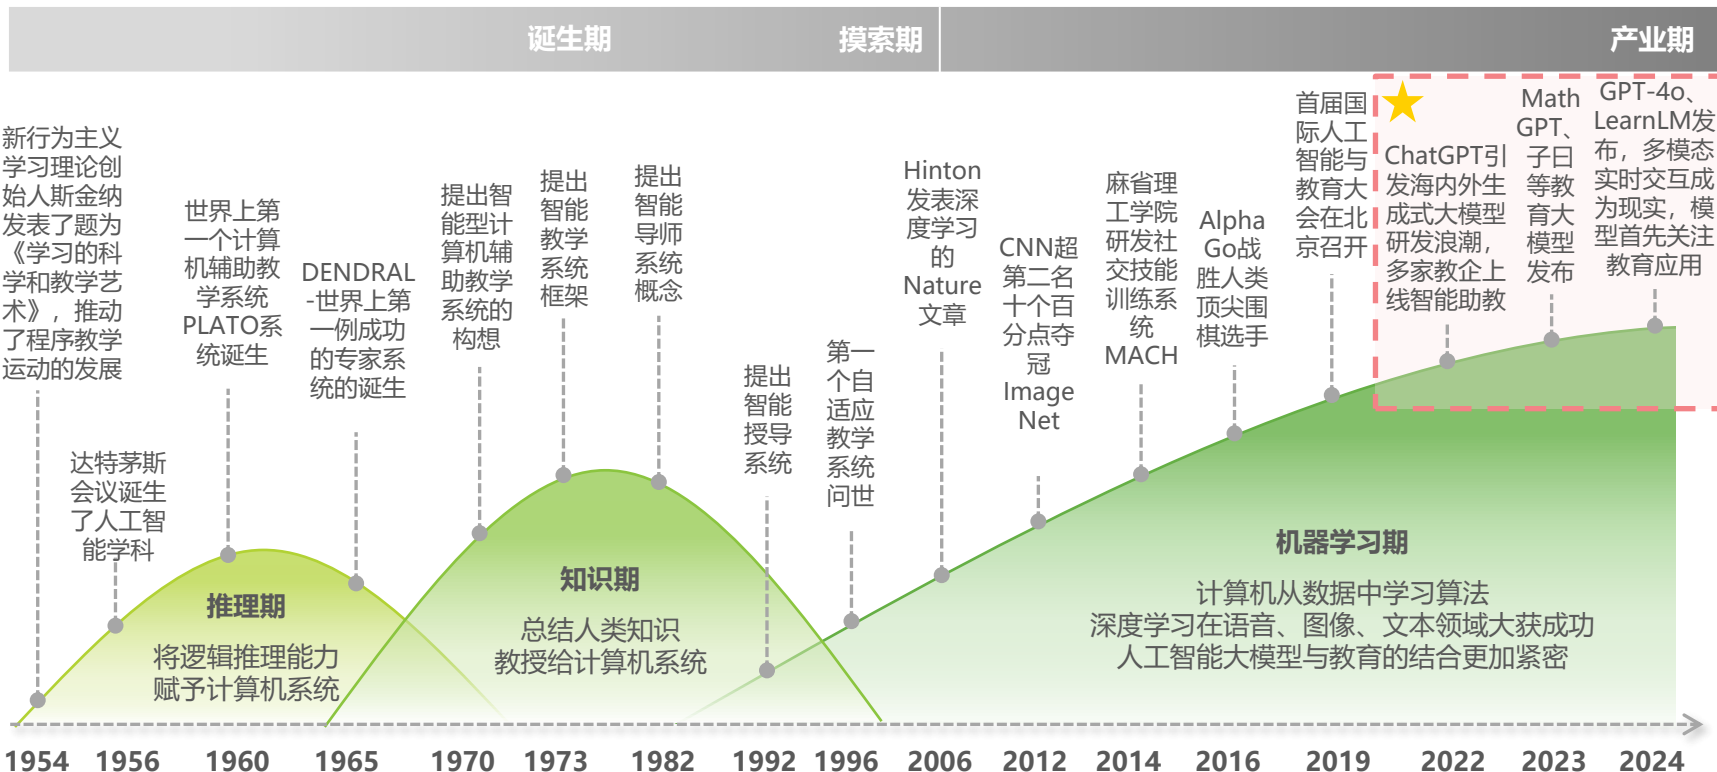 诞生期
摸索期
产业期
新行为主义
学习理论创
始人斯金纳
发表了题为
《学习的科
学和教学艺
术》，推动
了程序教学
运动的发展
达特茅斯
会议诞生
了人工智
能学科
世界上第
一个计算
机辅助教
学系统
PLATO系
统诞生
DENDRAL
-世界上第
一例成功
的专家系
统的诞生
提出智
能型计
算机辅
助教学
系统的
构想
提出
智能
教学
系统
框架
提出
智能
导师
系统
概念
提出
智能
授导
系统
第一
个自
适应
教学
系统
问世
Hinton
发表深
度学习
的
Nature
文章
CNN超
第二名
十个百
分点夺
冠
Image
Net
麻省理
工学院
研发社
交技能
训练系
统
MACH
Alpha
Go战
胜人类
顶尖围
棋选手
首届国
际人工
智能与
教育大
会在北
京召开
ChatGPT引
发海内外生
成式大模型
研发浪潮，
多家教企上
线智能助教
Math
GPT、
子曰
等教
育大
模型
发布
GPT-4o、
LearnLM发
布，多模态
实时交互成
为现实，模
型首先关注
教育应用
推理期
将逻辑推理能力
赋予计算机系统
知识期
总结人类知识
教授给计算机系统
机器学习期
计算机从数据中学习算法
深度学习在语音、图像、文本领域大获成功
人工智能大模型与教育的结合更加紧密
1954 1956 1960 1965 1970 1973 1982 1992 1996 2006 2012 2014 2016 2019 2022 2023 2024